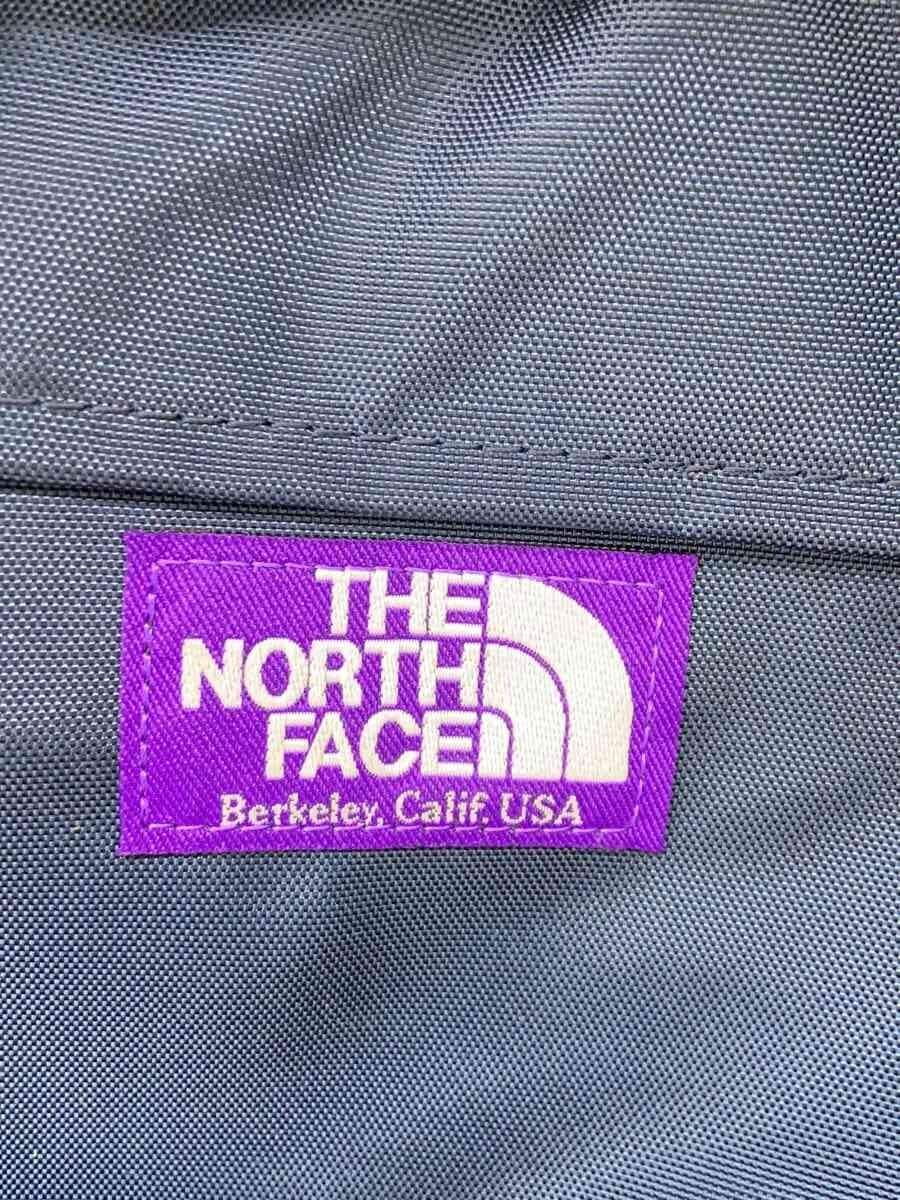 THE
NORTH
FACE
Berkeley, Calif. USA